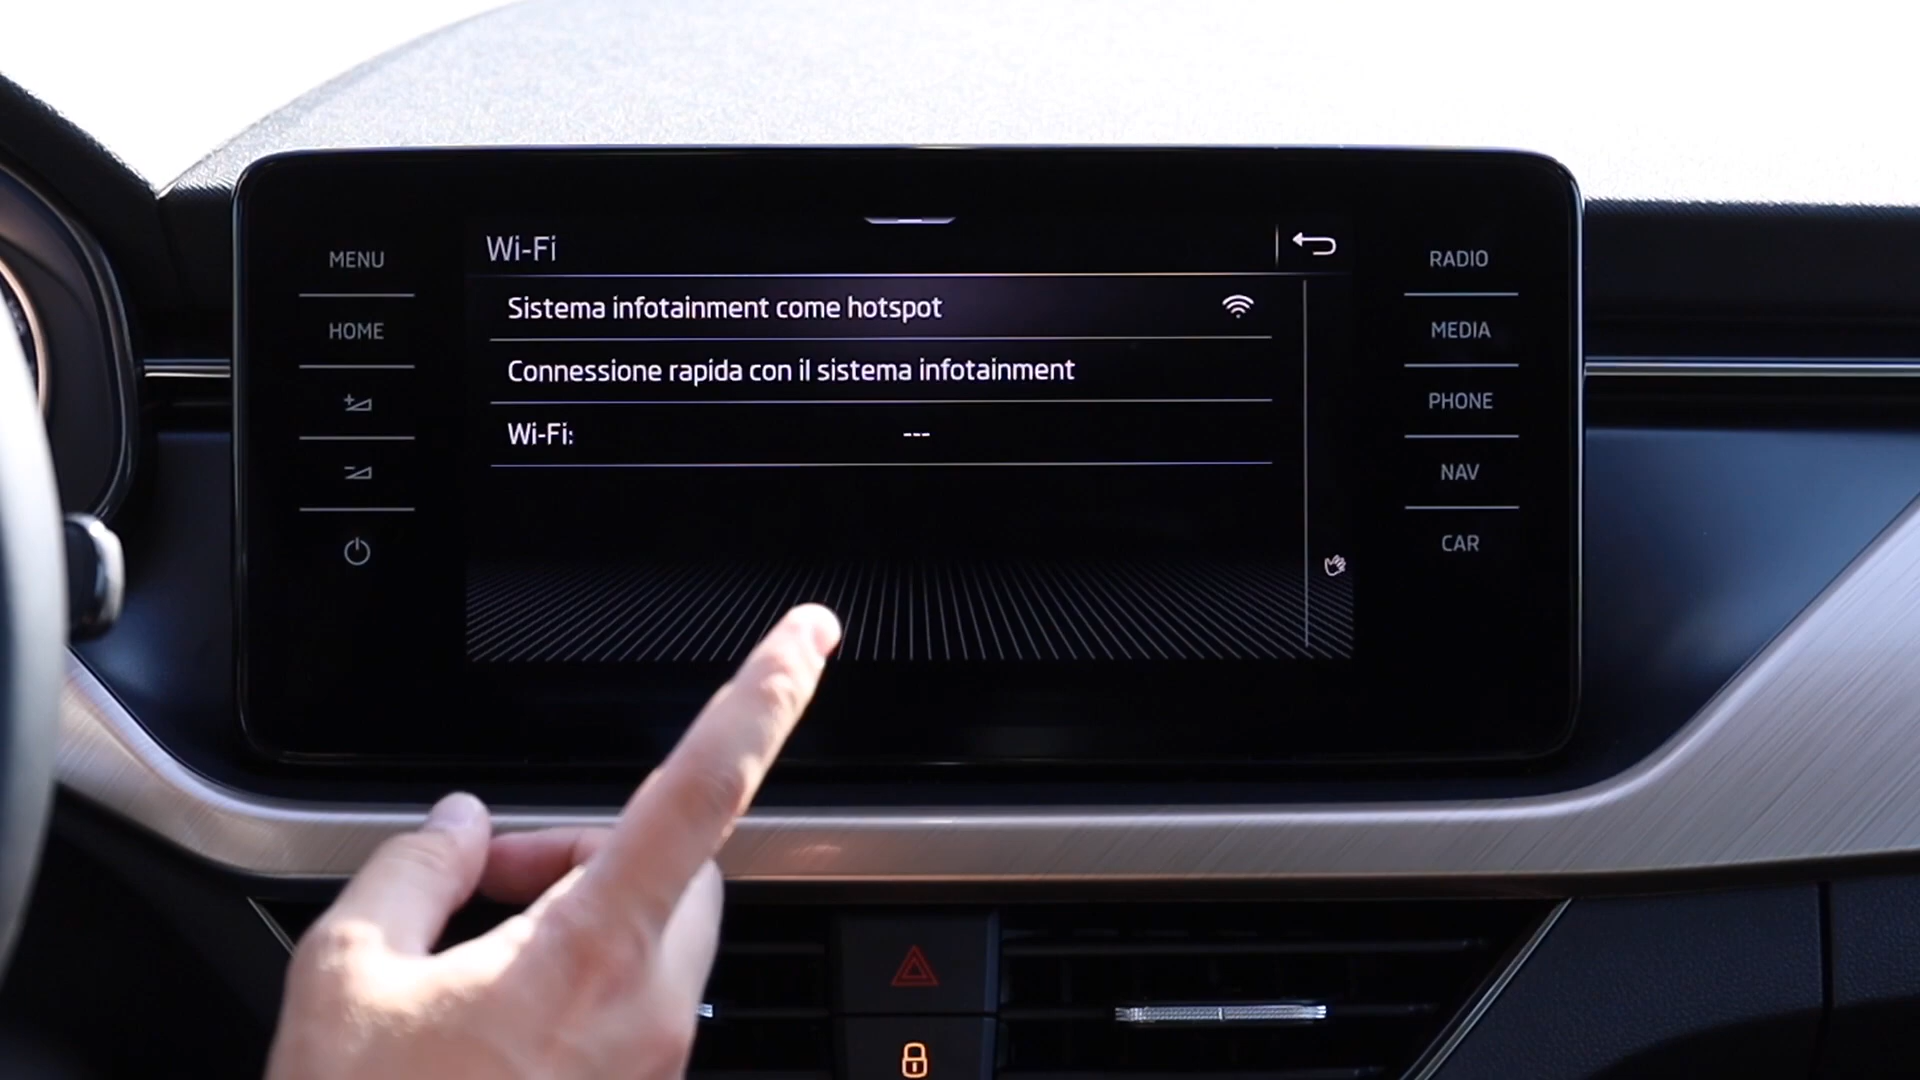 MENU
HOME
Wi-Fi
Sistema infotainment come hotspot
Connessione rapida con il sistema infotainment
Wi-Fi: ---
RADIO
MEDIA
PHONE
NAV
CAR